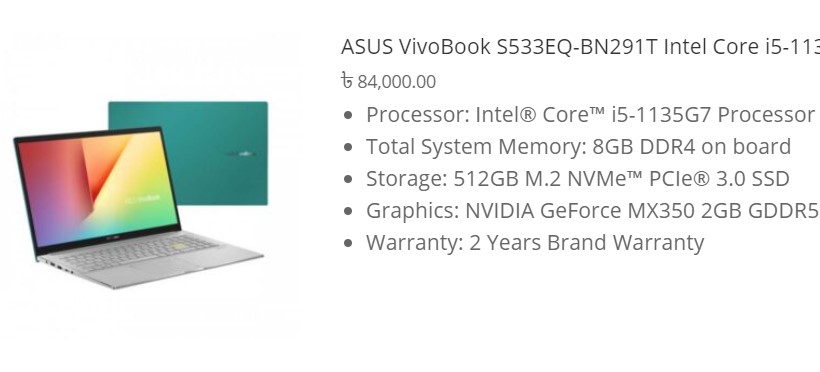 ASUS VivoBook S533EQ-BN291T Intel Core i5-113
৳ 84,000.00
Processor: Intel® Core™ i5-1135G7 Processor
Total System Memory: 8GB DDR4 on board
Storage: 512GB M.2 NVMe™ PCIe® 3.0 SSD
Graphics: NVIDIA GeForce MX350 2GB GDDR5
Warranty: 2 Years Brand Warranty